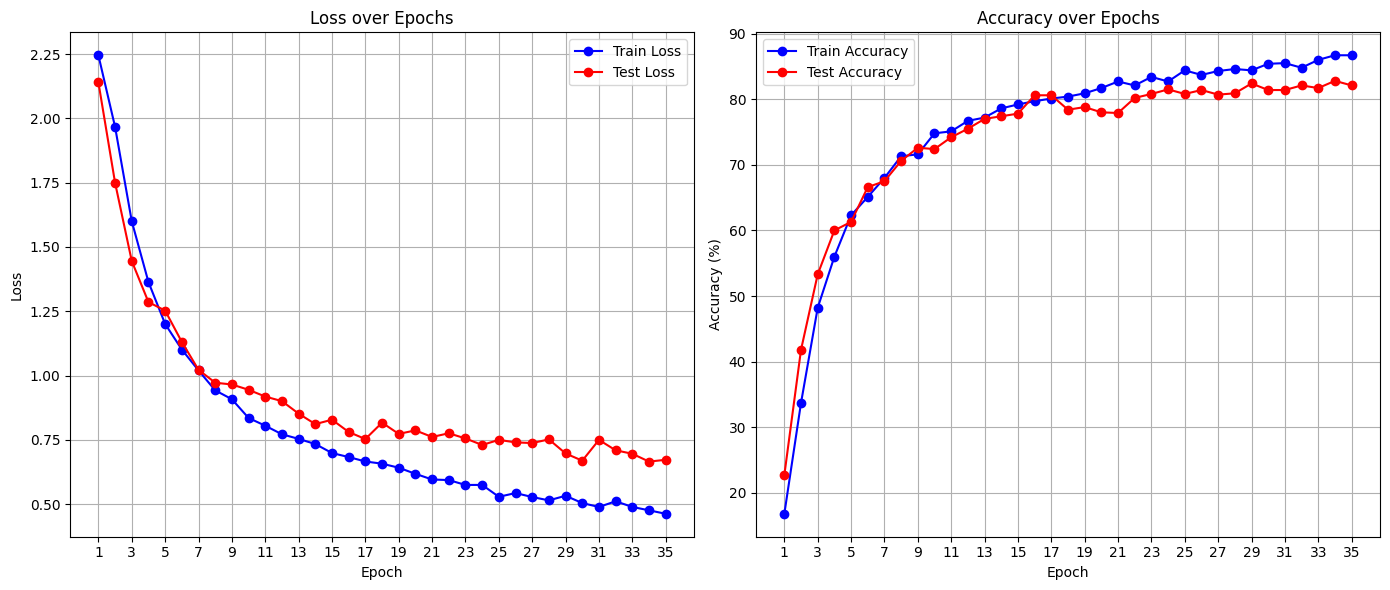 Loss over Epochs
Train Loss
Test Loss
2.25
2.00
1.75
1.50
1.25
1.00
0.75
0.50
Loss
1 3 5 7 9 11 13 15 17 19 21 23 25 27 29 31 33 35
Epoch
Accuracy over Epochs
Train Accuracy
Test Accuracy
90
80
70
60
50
40
30
20
Accuracy (%)
1 3 5 7 9 11 13 15 17 19 21 23 25 27 29 31 33 35
Epoch